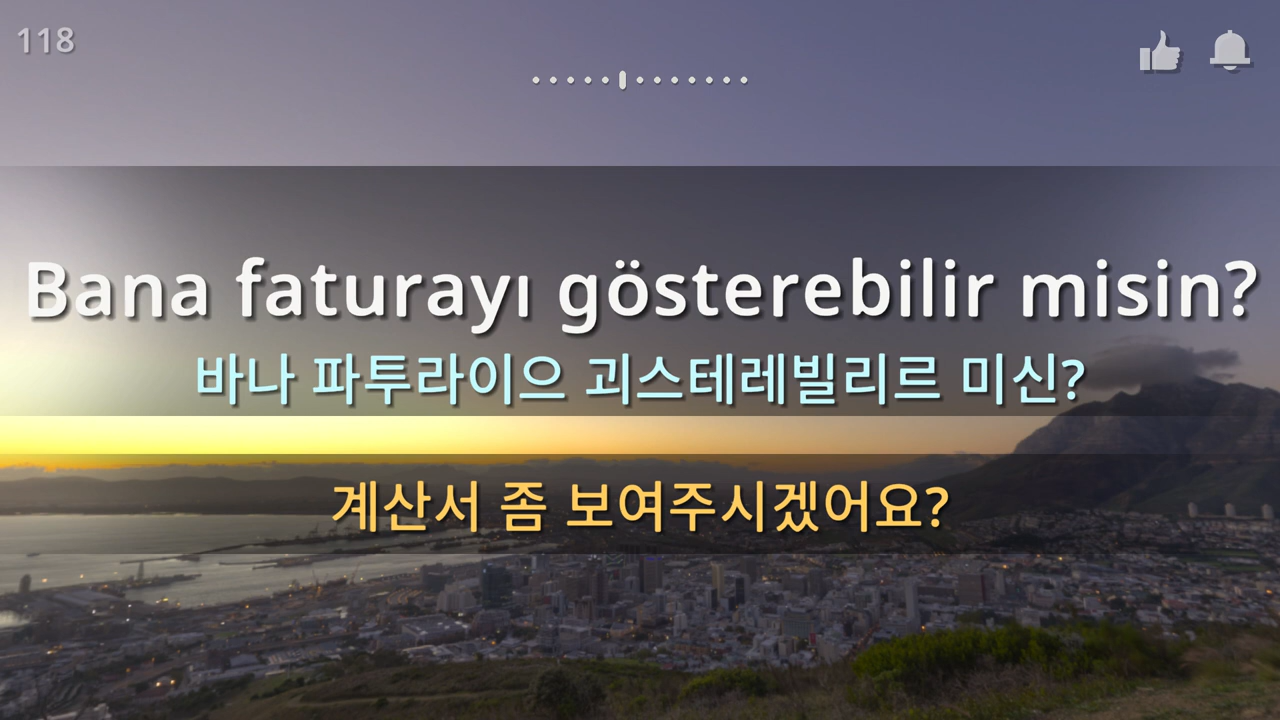 118
Bana faturayı gösterebilir misin?
바나 파투라이으 괴스테레빌리르 미신?
계산서 좀 보여주시겠어요?